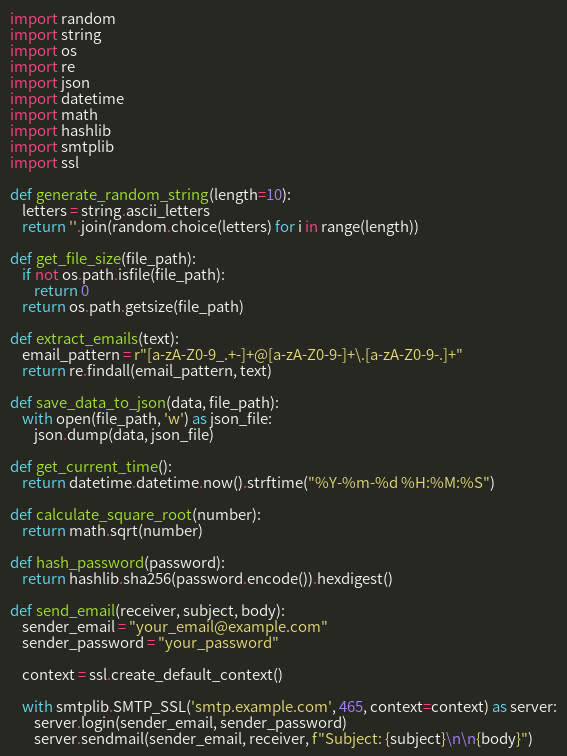 import random
import string
import os
import re
import json
import datetime
import math
import hashlib
import smtplib
import ssl

def generate_random_string(length=10):
    letters = string.ascii_letters
    return ''.join(random.choice(letters) for i in range(length))

def get_file_size(file_path):
    if not os.path.isfile(file_path):
        return 0
    return os.path.getsize(file_path)

def extract_emails(text):
    email_pattern = r"[a-zA-Z0-9_.+-]+@[a-zA-Z0-9-]+\.[a-zA-Z0-9-.]+"
    return re.findall(email_pattern, text)

def save_data_to_json(data, file_path):
    with open(file_path, 'w') as json_file:
        json.dump(data, json_file)

def get_current_time():
    return datetime.datetime.now().strftime("%Y-%m-%d %H:%M:%S")

def calculate_square_root(number):
    return math.sqrt(number)

def hash_password(password):
    return hashlib.sha256(password.encode()).hexdigest()

def send_email(receiver, subject, body):
    sender_email = "your_email@example.com"
    sender_password = "your_password"

    context = ssl.create_default_context()

    with smtplib.SMTP_SSL('smtp.example.com', 465, context=context) as server:
        server.login(sender_email, sender_password)
        server.sendmail(sender_email, receiver, f"Subject: {subject}\n\n{body}")